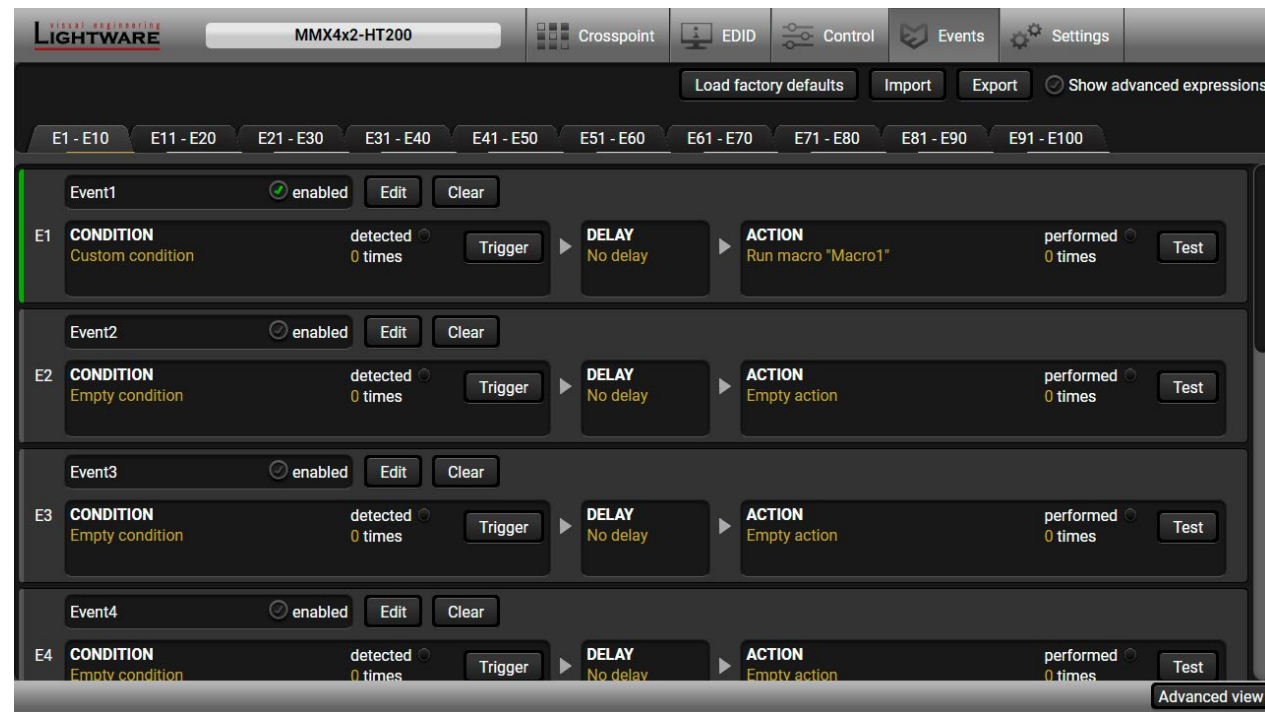 visual engineering
LIGHTWARE
MMX4x2-HT200
Crosspoint
EDID
Control
Events
Settings
Load factory defaults
Import
Export
Show advanced expressions
E1 - E10
E11 - E20
E21 - E30
E31 - E40
E41 - E50
E51 - E60
E61 - E70
E71 - E80
E81 - E90
E91 - E100
Event1
enabled
Edit
Clear
E1
CONDITION
Custom condition
detected
0 times
Trigger
DELAY
No delay
ACTION
Run macro "Macro1"
performed
0 times
Test
Event2
enabled
Edit
Clear
E2
CONDITION
Empty condition
detected
0 times
Trigger
DELAY
No delay
ACTION
Empty action
performed
0 times
Test
Event3
enabled
Edit
Clear
E3
CONDITION
Empty condition
detected
0 times
Trigger
DELAY
No delay
ACTION
Empty action
performed
0 times
Test
Event4
enabled
Edit
Clear
E4
CONDITION
Empty condition
detected
0 times
Trigger
DELAY
No delay
ACTION
Empty action
performed
0 times
Test
Advanced view